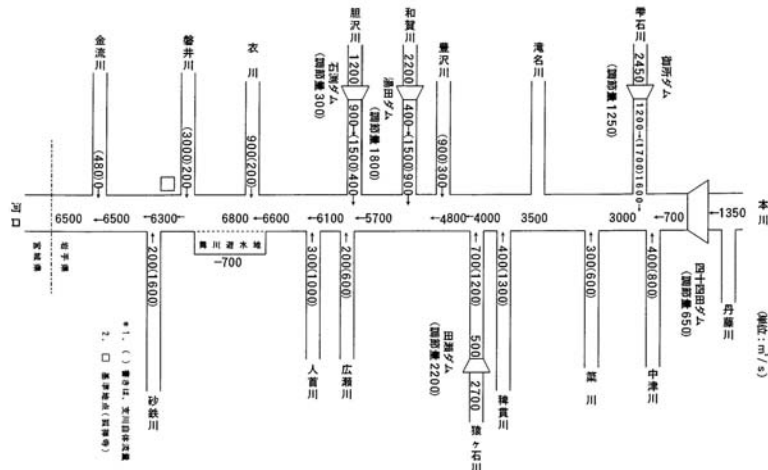 金流川
磐井川
衣川
胆沢川
和賀川
豊沢川
滝名川
雫石川
石淵ダム
(調節量300)
湯田ダム
(調節量1800)
御所ダム
(調節量1250)
(480)0
(3000)200
900(200)
1200
900→(1500)400
2200
400→(1500)900
(900)300
2450
1200→(1700)1600
河口
6500
←6500
←6300
6800
←6600
←6100
←5700
←4800
←4000
3500
3000
←700
←1350
本川
宮城県
岩手県
遊水地
-700
200(1600)
300(1000)
200(600)
700(1200)
500
2700
400(1300)
300(600)
400(800)
田瀬ダム
(調節量2200)
四十四田ダム
(調節量650)
砂鉄川
人首川
広瀬川
猿ヶ石川
稗貫川
川
中津川
丹藤川
(単位:m³/s)
*1. ( )書きは、支川自体流量
2. □ 基準地点(狐禅寺)